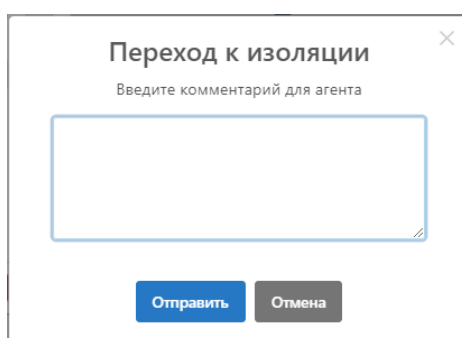 Переход к изоляции
Введите комментарий для агента
Отправить Отмена